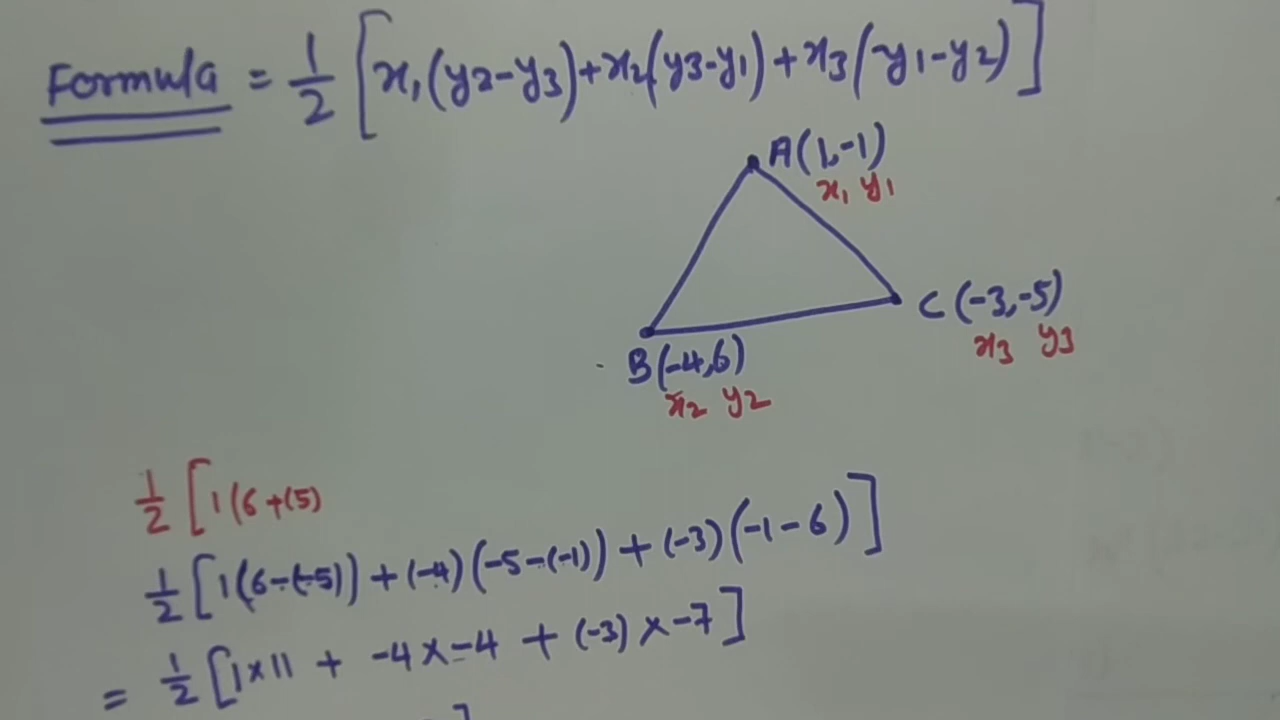 Formula = 1/2 [x1(y2-y3)+x2(y3-y1)+x3(y1-y2)]
A(1,-1)
x1 y1
C(-3,-5)
x3 y3
B(-4,6)
x2 y2
1/2 [1(6+(5)
1/2 [1(6-(-5))+(-4)(-5-(-1))+(-3)(-1-6)]
= 1/2 [1×11 + -4×-4 + (-3)×-7]